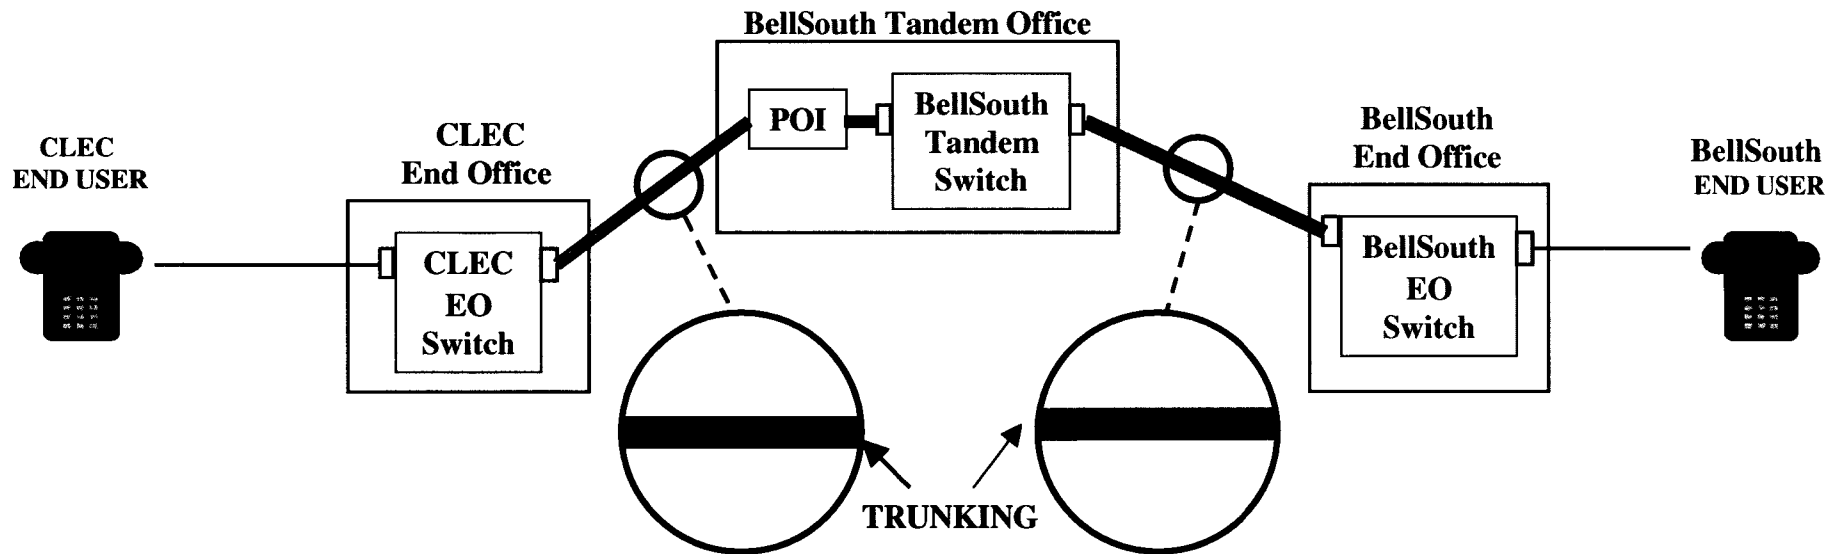 BellSouth Tandem Office
CLEC
END USER
CLEC
End Office
POI
BellSouth
Tandem
Switch
BellSouth
End Office
BellSouth
END USER
CLEC
EO
Switch
BellSouth
EO
Switch
TRUNKING